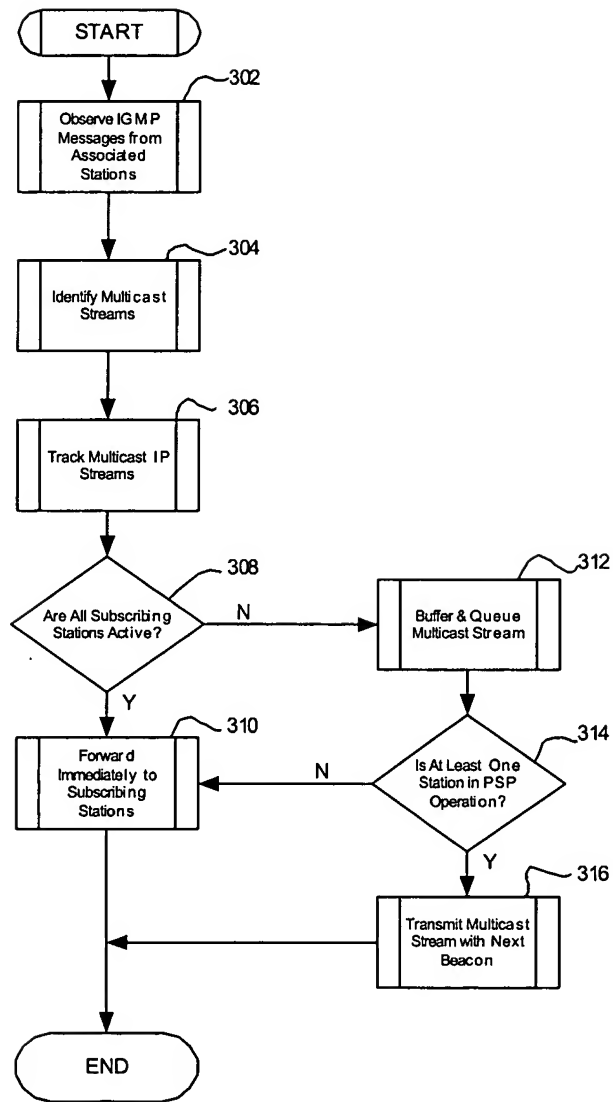 START
302
Observe IGMP
Messages from
Associated
Stations
304
Identify Multicast
Streams
306
Track Multicast IP
Streams
308
Are All Subscribing
Stations Active?
N
Y
312
Buffer & Queue
Multicast Stream
310
Forward
Immediately to
Subscribing
Stations
314
Is At Least One
Station in PSP
Operation?
N
Y
316
Transmit Multicast
Stream with Next
Beacon
END